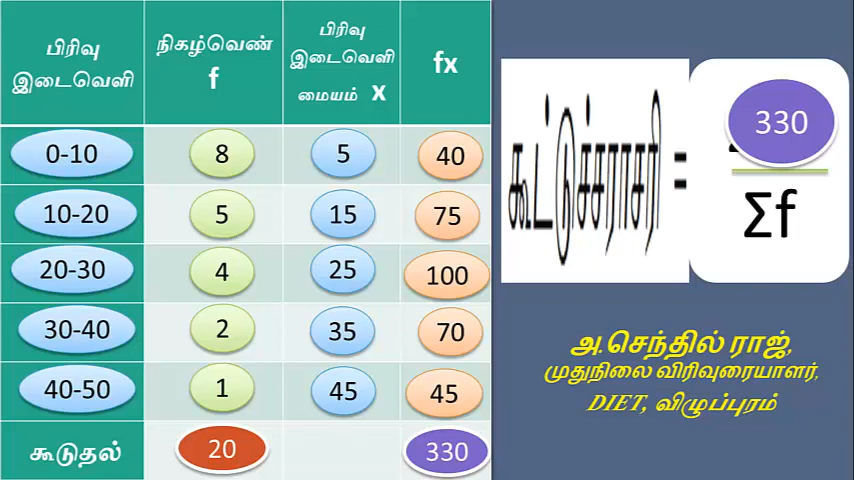 பிரிவு இடைவெளி | நிகழ்வெண் f | பிரிவு இடைவெளி மையம் X | fx
0-10 | 8 | 5 | 40
10-20 | 5 | 15 | 75
20-30 | 4 | 25 | 100
30-40 | 2 | 35 | 70
40-50 | 1 | 45 | 45
கூடுதல் | 20 | 330
கூட்டுச்சராசரி =
330
Σf
அ.செந்தில் ராஜ்,
முதுநிலை விரிவுரையாளர்,
DIET, விழுப்புரம்